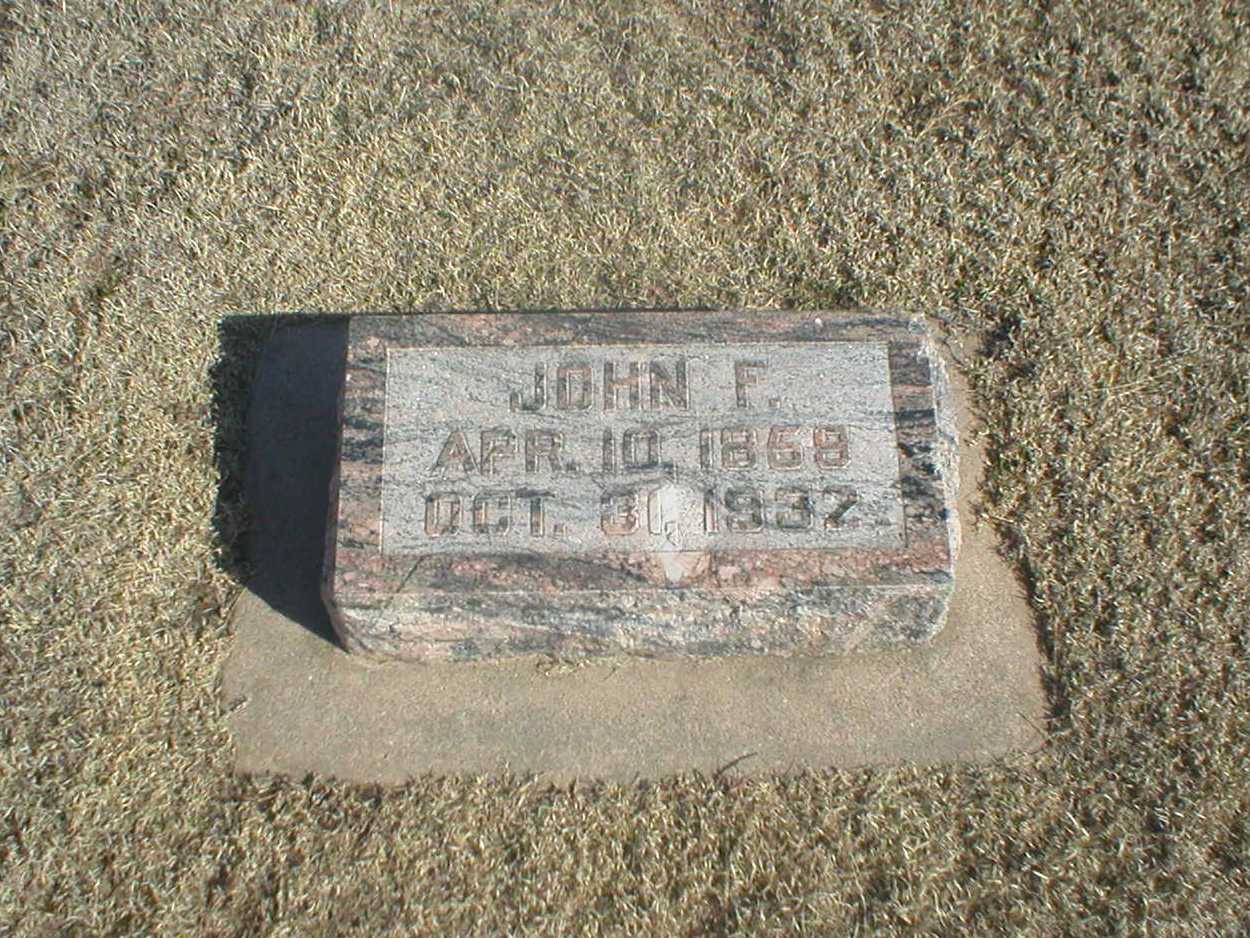 JOHN F.
APR. 10, 1869
OCT. 31, 1932.